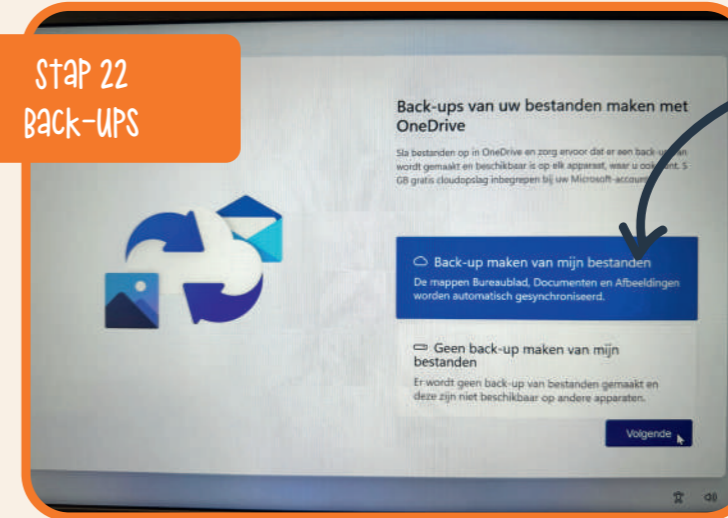 Stap 22
Back-ups
Back-ups van uw bestanden maken met
OneDrive
Sla bestanden op in OneDrive en zorg ervoor dat er een back-up van
wordt gemaakt en beschikbaar is op elk apparaat, waar u ook bent. 5
GB gratis cloudopslag inbegrepen bij uw Microsoft-account
Back-up maken van mijn bestanden
De mappen Bureaublad, Documenten en Afbeeldingen
worden automatisch gesynchroniseerd.
Geen back-up maken van mijn
bestanden
Er wordt geen back-up van bestanden gemaakt en
deze zijn niet beschikbaar op andere apparaten.
Volgende